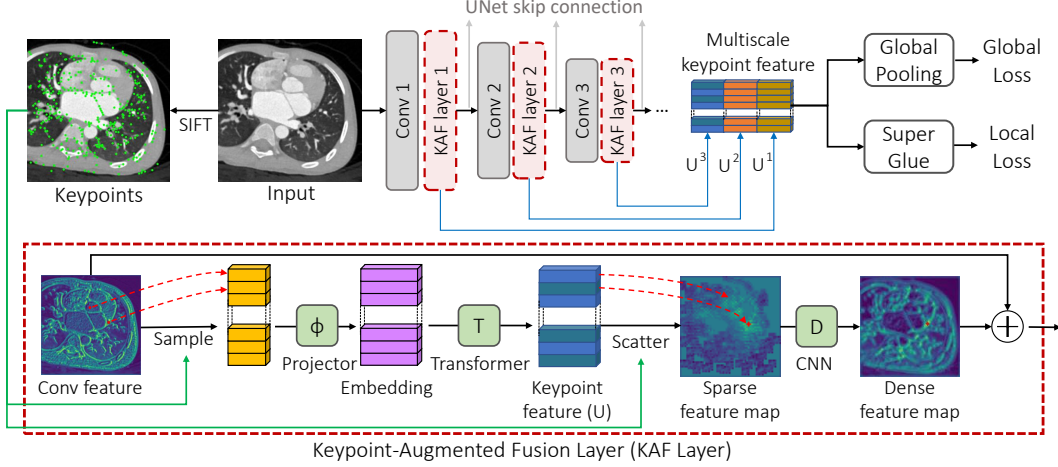 UNet skip connection
SIFT
Keypoints
Input
Conv 1
KAF layer 1
Conv 2
KAF layer 2
Conv 3
KAF layer 3
...
Multiscale
keypoint feature
U³
U²
U¹
Global
Pooling
Global
Loss
Super
Glue
Local
Loss
Conv feature
Sample
ϕ
Projector
Embedding
T
Transformer
Keypoint
feature (U)
Scatter
Sparse
feature map
D
CNN
Dense
feature map
Keypoint-Augmented Fusion Layer (KAF Layer)